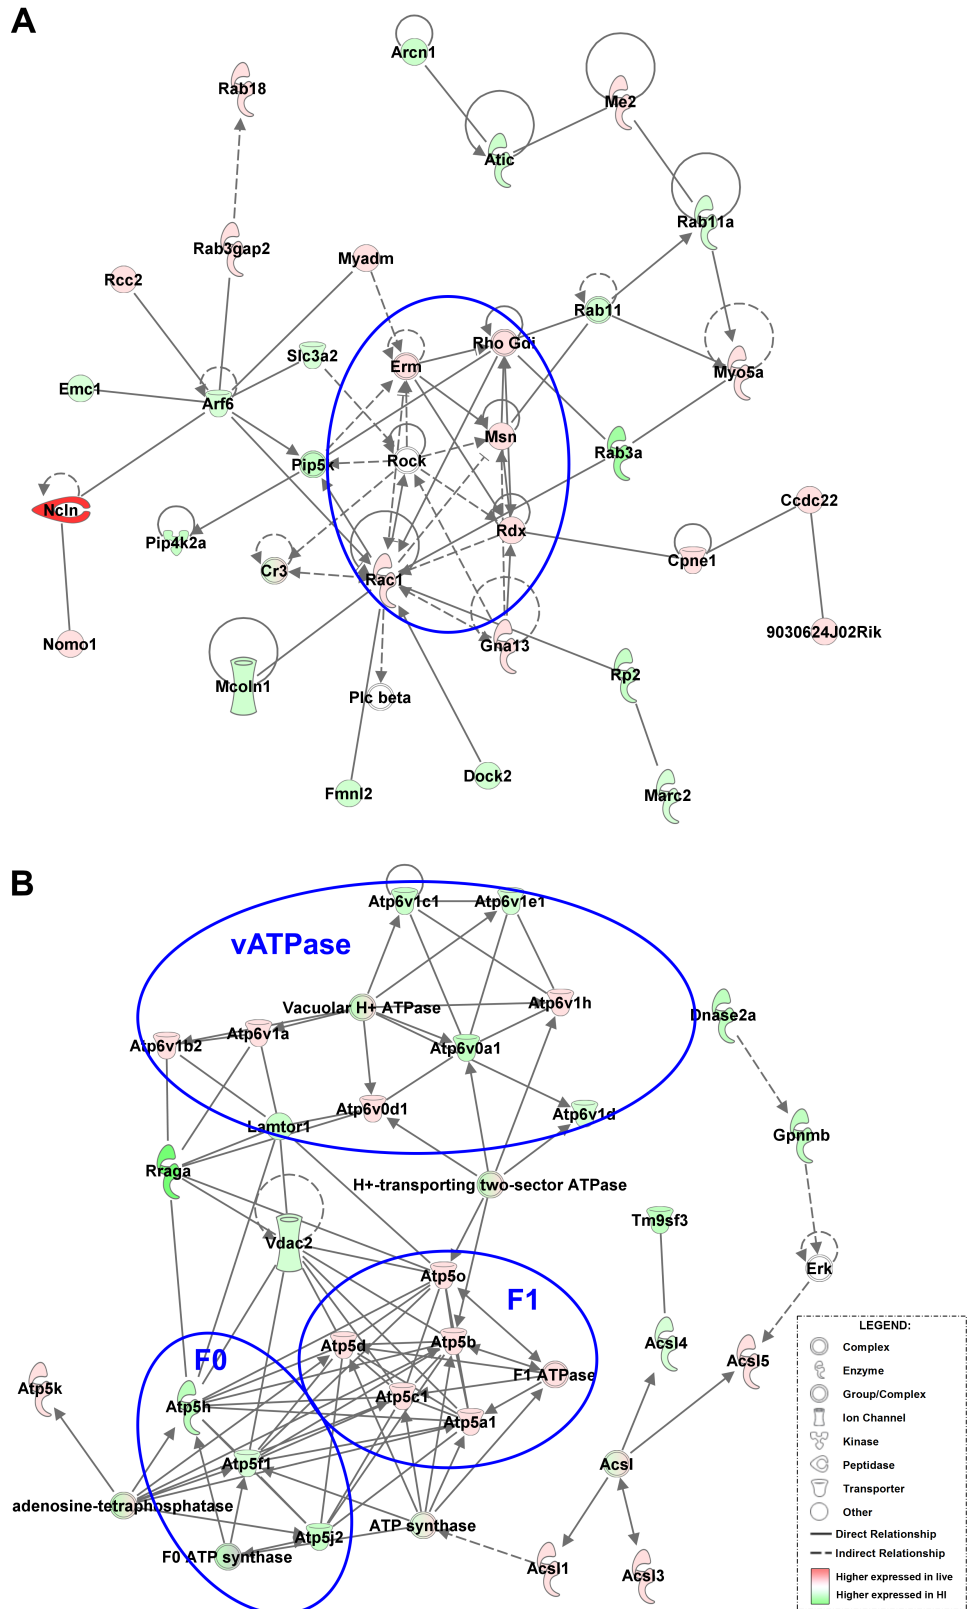 A
Arcn1
Rab18
Me2
Atic
Rab11a
Rab3gap2
Myadm
Rcc2
Rab11
Rho Gdi
Slc3a2
Erm
Myo5a
Emc1
Arf6
Msn
Rab3a
Pip5k
Rock
Ncln
Ccdc22
Rdx
Pip4k2a
Cr3
Rac1
Cpne1
9030624J02Rik
Nomo1
Gna13
Rp2
Mcoln1
Plc beta
Dock2
Fmnl2
Marc2
B
Atp6v1c1
Atp6v1e1
vATPase
Vacuolar H+ ATPase
Atp6v1h
Dnase2a
Atp6v1b2
Atp6v1a
Atp6v0a1
Atp6v0d1
Atp6v1d
Lamtor1
Gpnmb
Rraga
H+-transporting two-sector ATPase
Tm9sf3
Vdac2
Erk
Atp5o
F1
Atp5d
Atp5b
Acsl4
F0
Acsl5
F1 ATPase
Atp5k
Atp5c1
Atp5h
Atp5a1
Atp5f1
Acsl
adenosine-tetraphosphatase
ATP synthase
Atp5j2
F0 ATP synthase
Acsl1
Acsl3
LEGEND:
Complex
Enzyme
Group/Complex
Ion Channel
Kinase
Peptidase
Transporter
Other
Direct Relationship
Indirect Relationship
Higher expressed in live
Higher expressed in HI